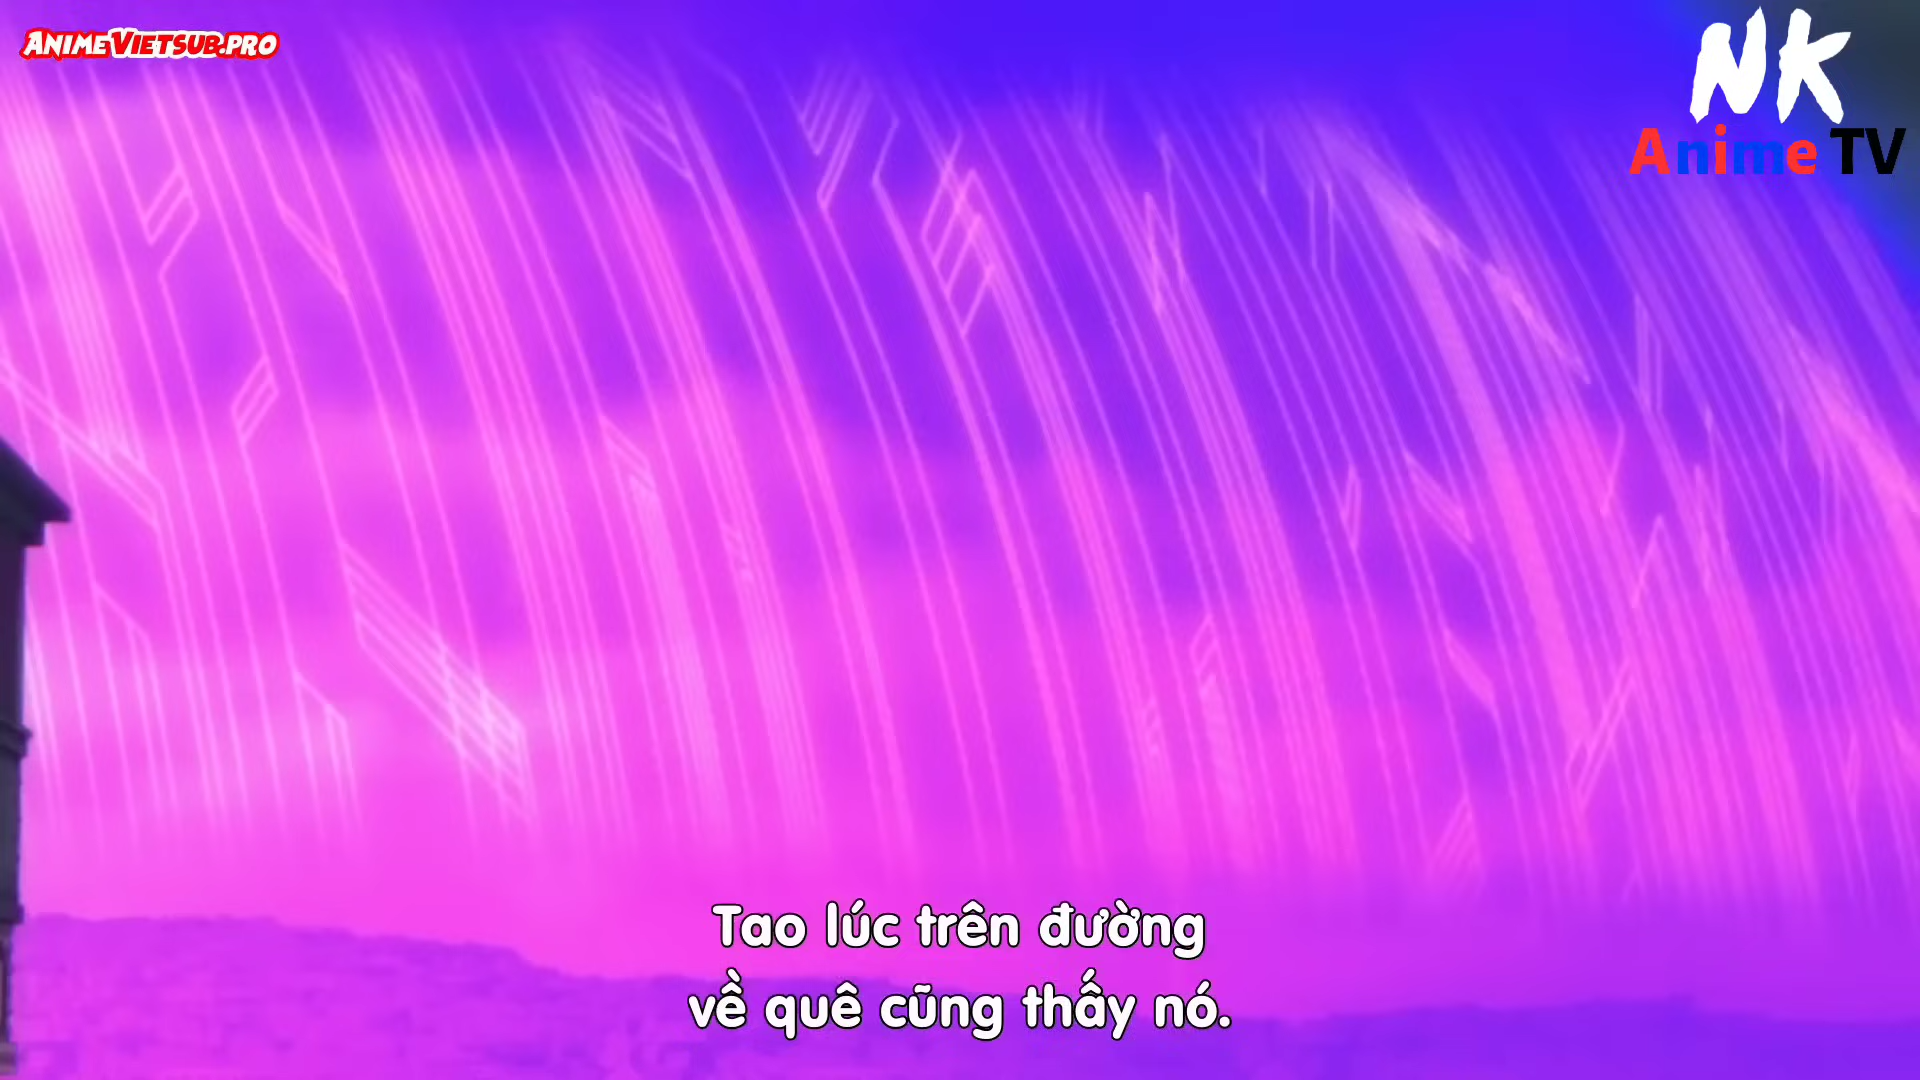 ANIMEVIETSUB.PRO
NK
Anime TV
Tao lúc trên đường
về quê cũng thấy nó.